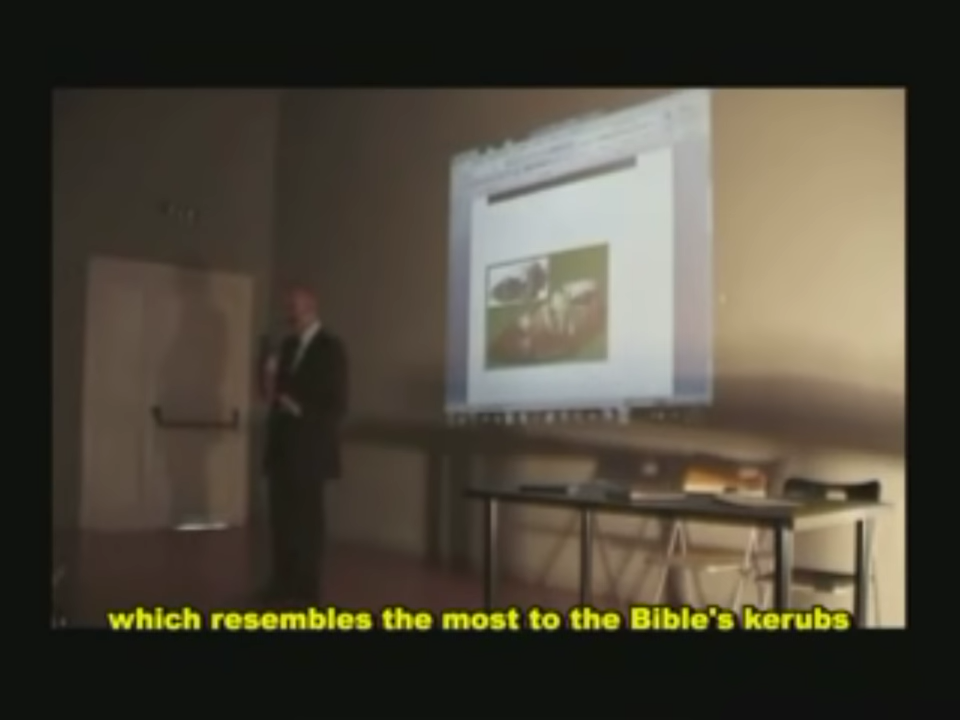 which resembles the most to the Bible's kerubs